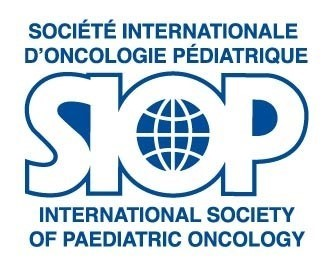 SOCIÉTÉ INTERNATIONALE
D'ONCOLOGIE PÉDIATRIQUE
SIOP
INTERNATIONAL SOCIETY
OF PAEDIATRIC ONCOLOGY